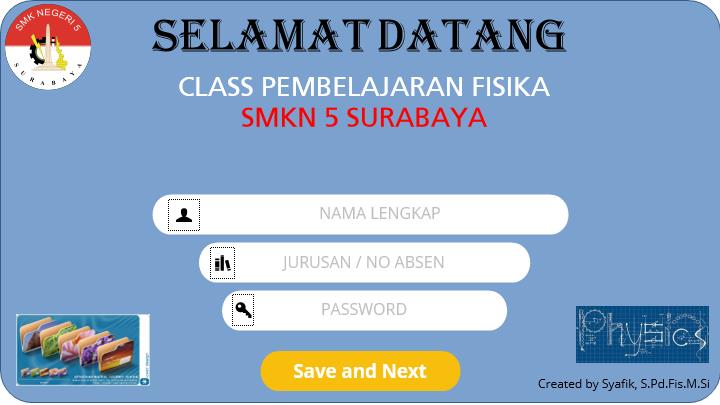 SMK NEGERI 5
SURABAYA
SELAMAT DATANG
CLASS PEMBELAJARAN FISIKA
SMKN 5 SURABAYA
NAMA LENGKAP
JURUSAN / NO ABSEN
PASSWORD
Save and Next
Physics
Created by Syafik, S.Pd.Fis.M.Si